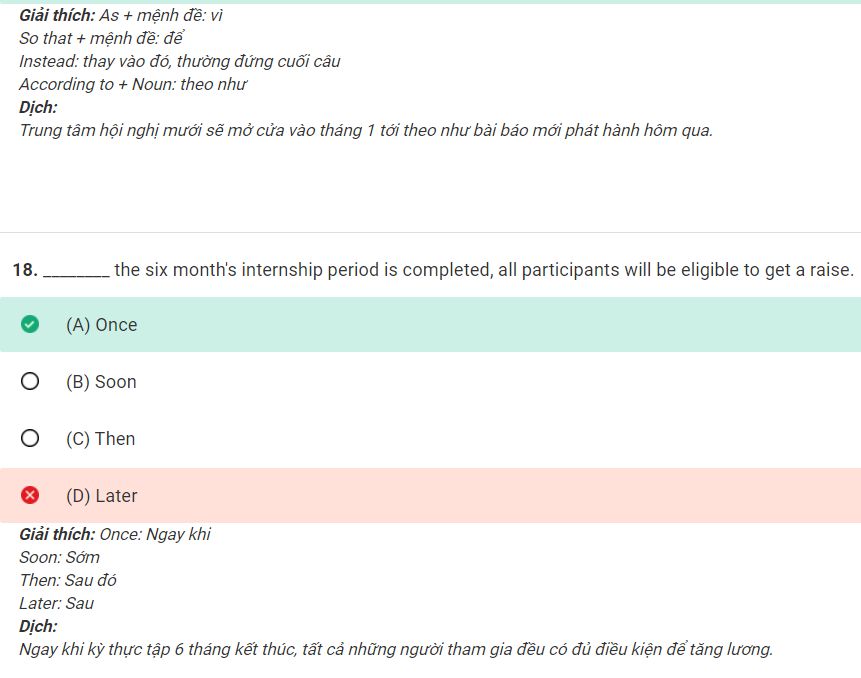 Giải thích: As + mệnh đề: vì
So that + mệnh đề: để
Instead: thay vào đó, thường đứng cuối câu
According to + Noun: theo như
Dịch:
Trung tâm hội nghị mưới sẽ mở cửa vào tháng 1 tới theo như bài báo mới phát hành hôm qua.
18. ________ the six month's internship period is completed, all participants will be eligible to get a raise.
(A) Once
(B) Soon
(C) Then
(D) Later
Giải thích: Once: Ngay khi
Soon: Sớm
Then: Sau đó
Later: Sau
Dịch:
Ngay khi kỳ thực tập 6 tháng kết thúc, tất cả những người tham gia đều có đủ điều kiện để tăng lương.